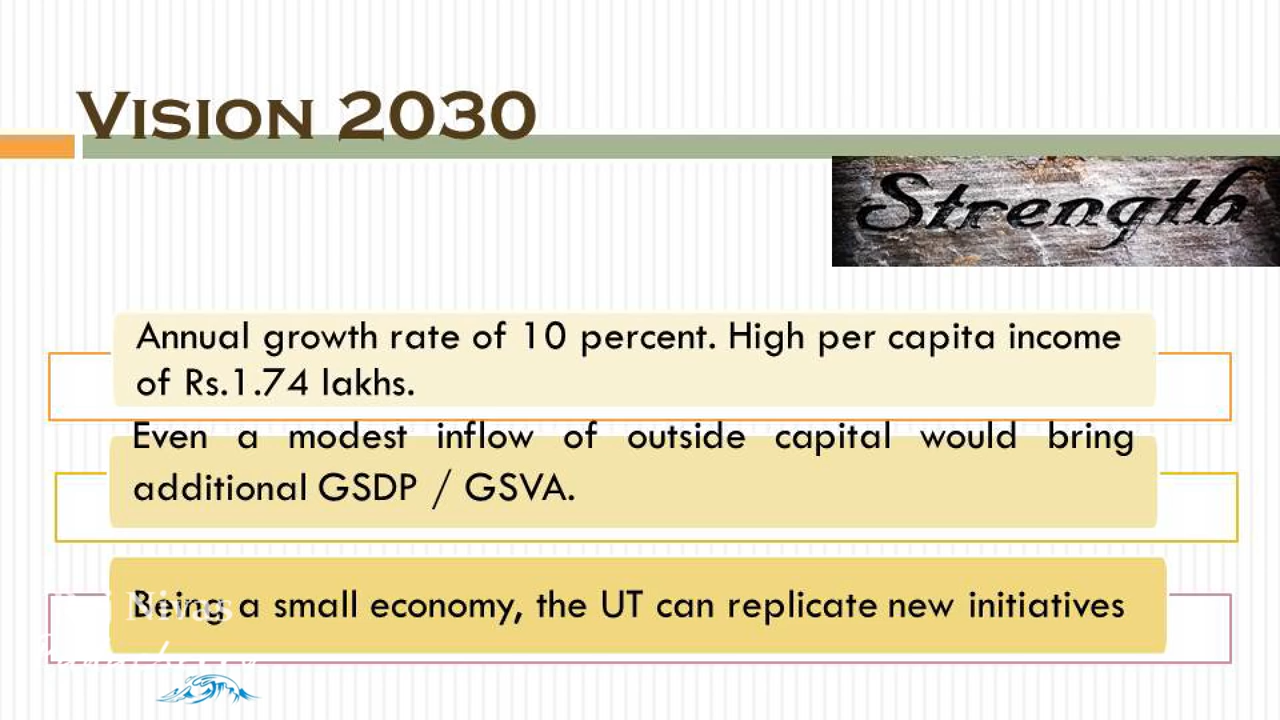 Vision 2030
Strength
Annual growth rate of 10 percent. High per capita income
of Rs.1.74 lakhs.
Even a modest inflow of outside capital would bring
additional GSDP / GSVA.
Being a small economy, the UT can replicate new initiatives
Nivas